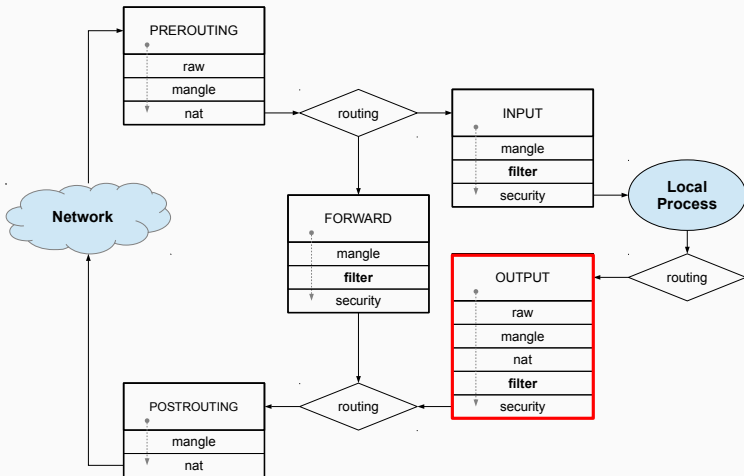 PREROUTING
raw
mangle
nat
routing
INPUT
mangle
filter
security
Local
Process
Network
FORWARD
mangle
filter
security
routing
OUTPUT
raw
mangle
nat
filter
security
routing
POSTROUTING
mangle
nat